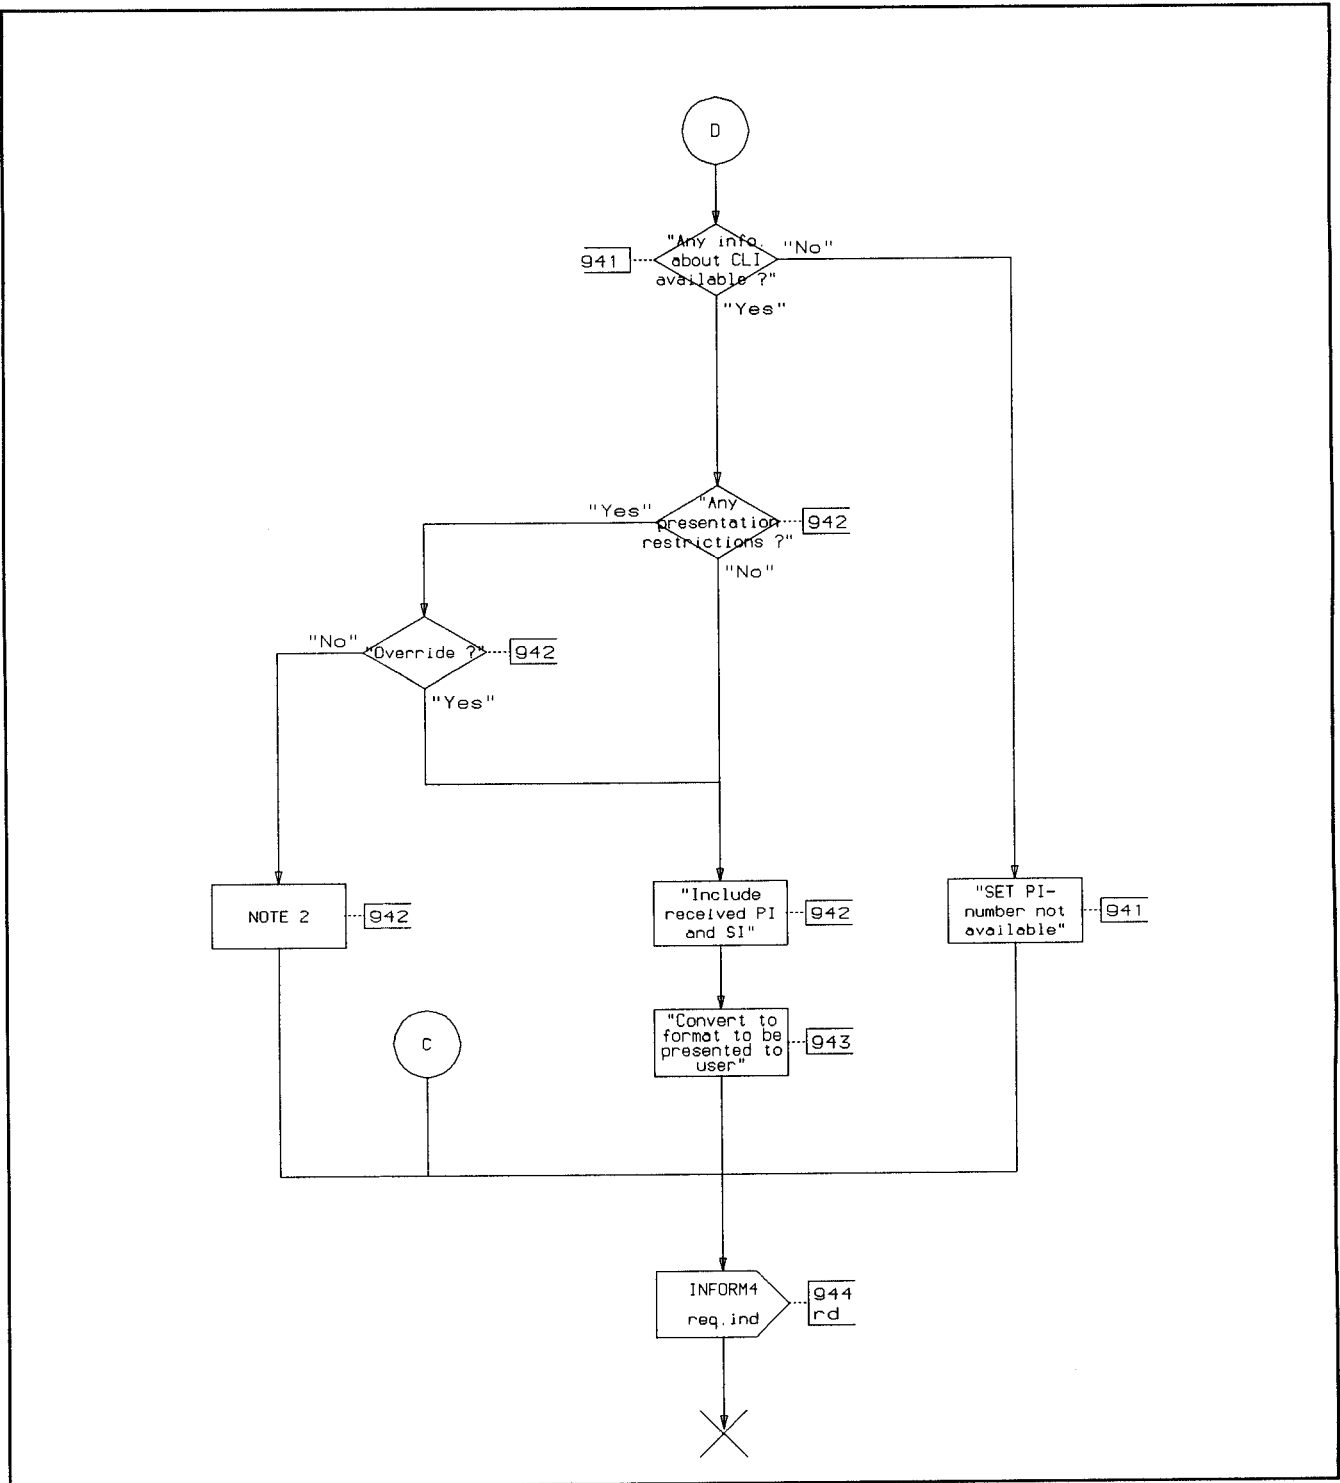 D
"Any info.
about CLI
available ?"
941
"No"
"Yes"
"Any
presentation
restrictions ?"
"Yes"
942
"No"
"Override ?"
"No"
942
"Yes"
NOTE 2
942
"Include
received PI
and SI"
942
"SET PI-
number not
available"
941
C
"Convert to
format to be
presented to
user"
943
INFORM4
req.ind
944
rd